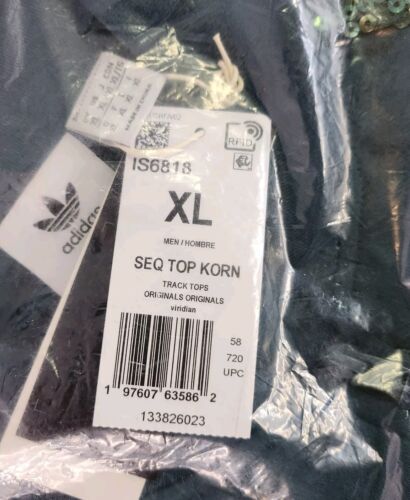 RFID
IS6818
XL
MEN / HOMBRE
SEQ TOP KORN
TRACK TOPS
ORIGINALS ORIGINALS
viridian
58
720
UPC
1 97607 63586 2
133826023
adidas